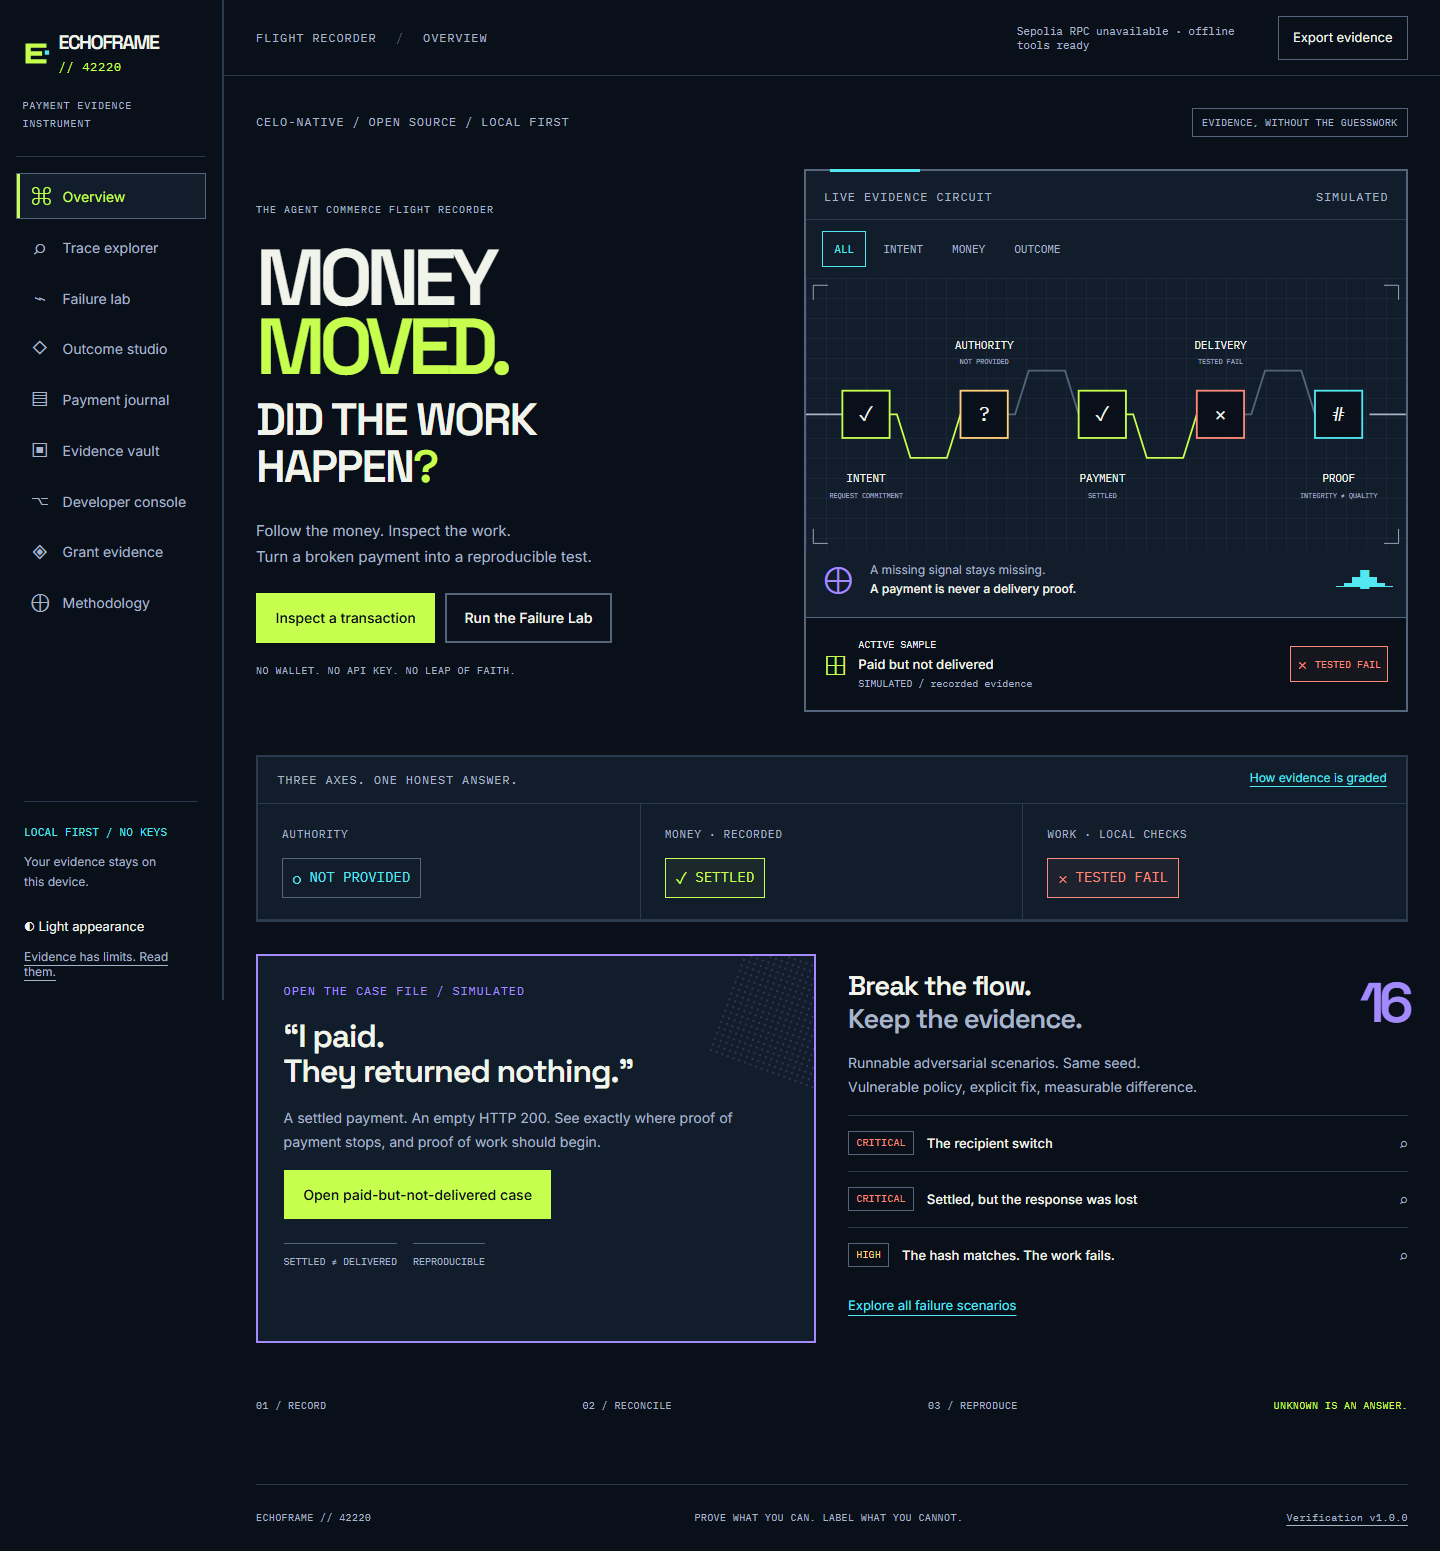 ECHOFRAME
// 42220
PAYMENT EVIDENCE
INSTRUMENT
Overview
Trace explorer
Failure lab
Outcome studio
Payment journal
Evidence vault
Developer console
Grant evidence
Methodology
LOCAL FIRST / NO KEYS
Your evidence stays on
this device.
Light appearance
Evidence has limits. Read
them.
FLIGHT RECORDER / OVERVIEW
Sepolia RPC unavailable · offline
tools ready
Export evidence
CELO-NATIVE / OPEN SOURCE / LOCAL FIRST
EVIDENCE, WITHOUT THE GUESSWORK
THE AGENT COMMERCE FLIGHT RECORDER
MONEY
MOVED.
DID THE WORK
HAPPEN?
Follow the money. Inspect the work.
Turn a broken payment into a reproducible test.
Inspect a transaction
Run the Failure Lab
NO WALLET. NO API KEY. NO LEAP OF FAITH.
LIVE EVIDENCE CIRCUIT
SIMULATED
ALL
INTENT
MONEY
OUTCOME
AUTHORITY
NOT PROVIDED
DELIVERY
TESTED FAIL
✓
?
✓
×
#
INTENT
REQUEST COMMITMENT
PAYMENT
SETTLED
PROOF
INTEGRITY ≠ QUALITY
A missing signal stays missing.
A payment is never a delivery proof.
ACTIVE SAMPLE
Paid but not delivered
SIMULATED / recorded evidence
× TESTED FAIL
THREE AXES. ONE HONEST ANSWER.
How evidence is graded
AUTHORITY
○ NOT PROVIDED
MONEY · RECORDED
✓ SETTLED
WORK · LOCAL CHECKS
× TESTED FAIL
OPEN THE CASE FILE / SIMULATED
“I paid.
They returned nothing.”
A settled payment. An empty HTTP 200. See exactly where proof of
payment stops, and proof of work should begin.
Open paid-but-not-delivered case
SETTLED ≠ DELIVERED
REPRODUCIBLE
Break the flow.
Keep the evidence.
16
Runnable adversarial scenarios. Same seed.
Vulnerable policy, explicit fix, measurable difference.
CRITICAL The recipient switch
CRITICAL Settled, but the response was lost
HIGH The hash matches. The work fails.
Explore all failure scenarios
01 / RECORD
02 / RECONCILE
03 / REPRODUCE
UNKNOWN IS AN ANSWER.
ECHOFRAME // 42220
PROVE WHAT YOU CAN. LABEL WHAT YOU CANNOT.
Verification v1.0.0